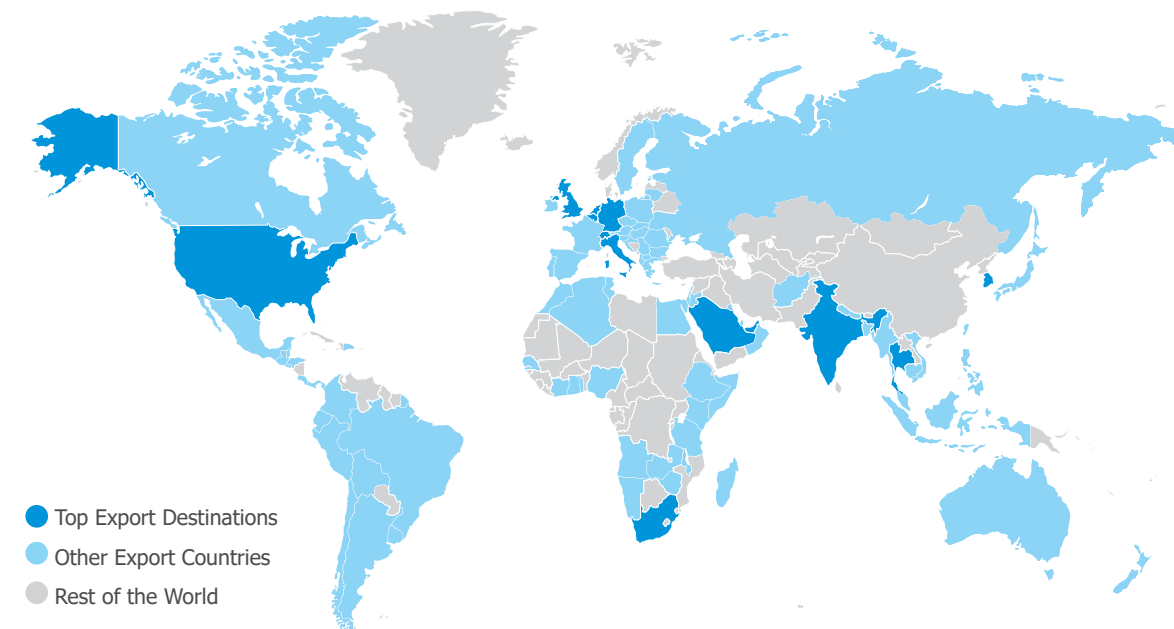 Top Export Destinations
Other Export Countries
Rest of the World